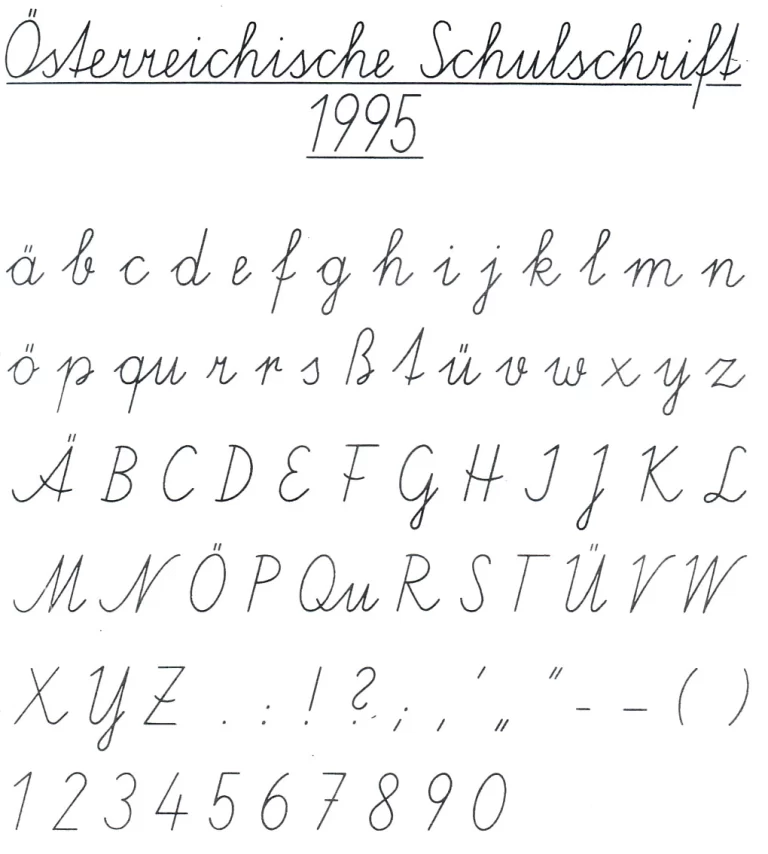 Österreichische Schulschrift
1995
ä b c d e f g h i j k l m n
ö p qu r r s ß t ü v w x y z
Ä B C D E F G H I J K L
M N Ö P Qu R S T Ü V W
X Y Z . : ! ? ; , ' „ “ - – ( )
1 2 3 4 5 6 7 8 9 0